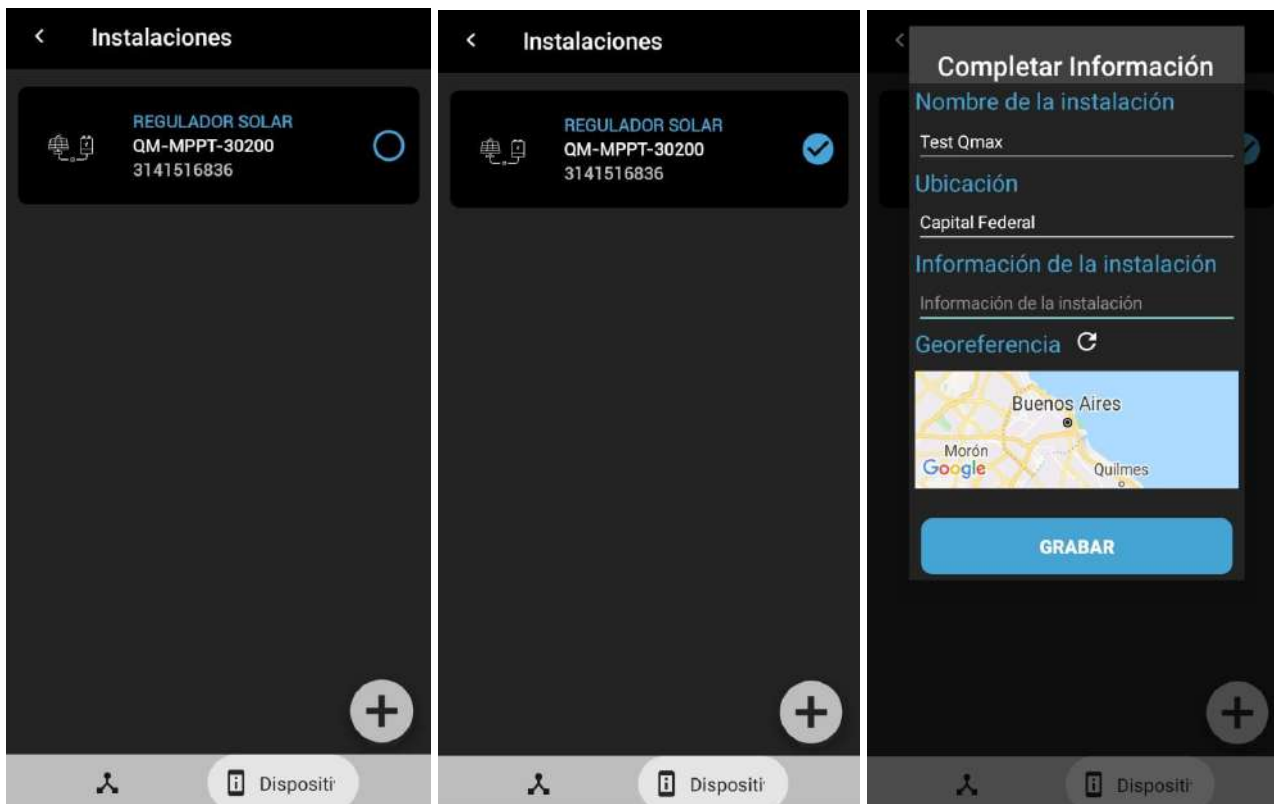 Instalaciones
REGULADOR SOLAR
QM-MPPT-30200
3141516836
Dispositi
Instalaciones
REGULADOR SOLAR
QM-MPPT-30200
3141516836
Dispositi
Completar Información
Nombre de la instalación
Test Qmax
Ubicación
Capital Federal
Información de la instalación
Información de la instalación
Georeferencia
Buenos Aires
Morón
Google
Quilmes
GRABAR
Dispositi